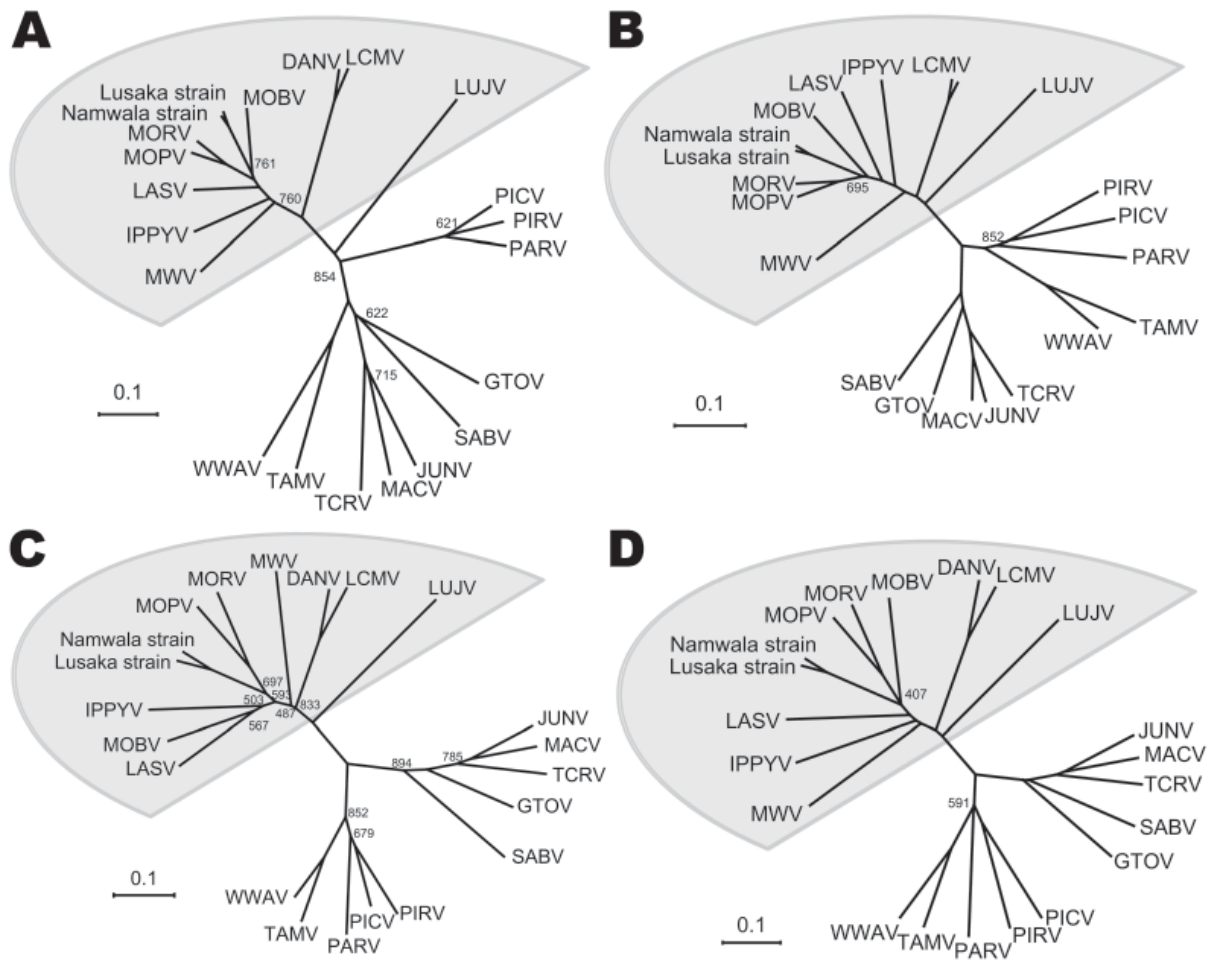 A
DANV LCMV
LUJV
Lusaka strain
MOBV
Namwala strain
MORV
MOPV
761
LASV
760
IPPYV
MWV
PICV
621
PIRV
PARV
854
622
GTOV
715
SABV
0.1
WWAV
TAMV
TCRV
MACV
JUNV
B
IPPYV LCMV
LASV
LUJV
MOBV
Namwala strain
Lusaka strain
MORV
695
MOPV
MWV
PIRV
852
PICV
PARV
TAMV
WWAV
SABV
GTOV
MACV
JUNV
TCRV
0.1
C
MWV
MORV
DANV LCMV
LUJV
MOPV
Namwala strain
Lusaka strain
697
593
503
833
487
IPPYV
567
MOBV
LASV
JUNV
894
785
MACV
TCRV
GTOV
852
679
SABV
0.1
WWAV
TAMV
PARV
PICV
PIRV
D
DANV
LCMV
MOBV
MORV
LUJV
MOPV
Namwala strain
Lusaka strain
407
LASV
IPPYV
MWV
JUNV
MACV
TCRV
591
SABV
GTOV
0.1
WWAV
TAMV
PARV
PIRV
PICV